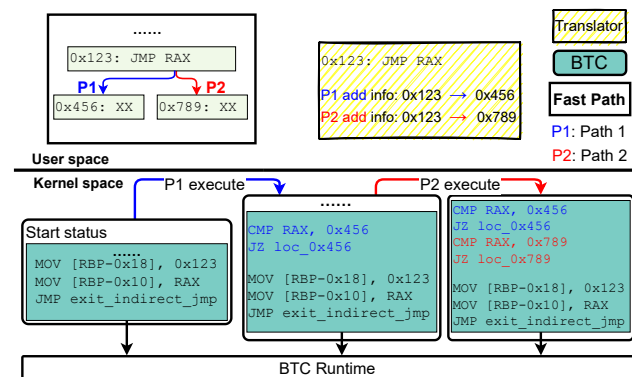 ......
0x123: JMP RAX
P1
P2
0x456: XX
0x789: XX
User space
0x123: JMP RAX
P1 add info: 0x123 → 0x456
P2 add info: 0x123 → 0x789
Translator
BTC
Fast Path
P1: Path 1
P2: Path 2
Kernel space
P1 execute
P2 execute
Start status
......
MOV [RBP-0x18], 0x123
MOV [RBP-0x10], RAX
JMP exit_indirect_jmp
......
CMP RAX, 0x456
JZ loc_0x456
MOV [RBP-0x18], 0x123
MOV [RBP-0x10], RAX
JMP exit_indirect_jmp
CMP RAX, 0x456
JZ loc_0x456
CMP RAX, 0x789
JZ loc_0x789
MOV [RBP-0x18], 0x123
MOV [RBP-0x10], RAX
JMP exit_indirect_jmp
BTC Runtime